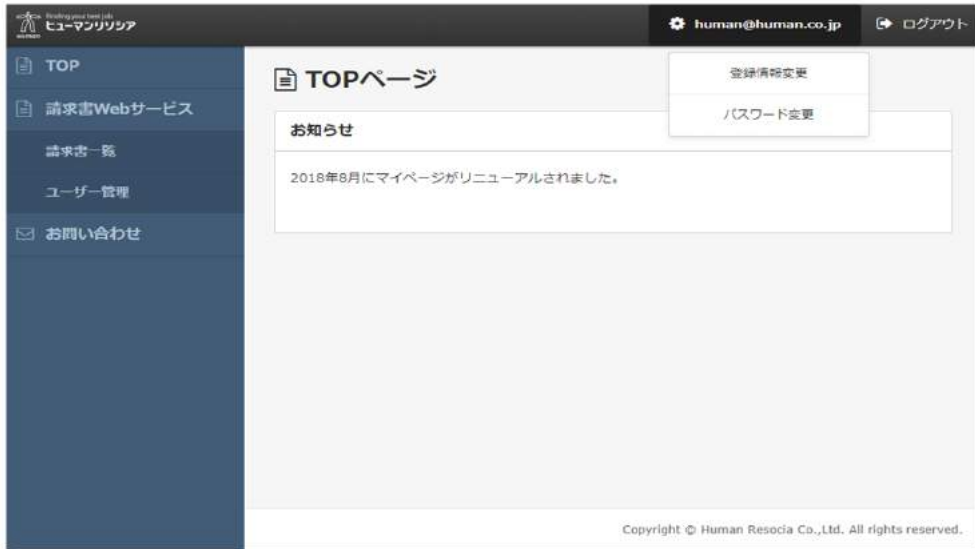 Finding your best job
ヒューマンリソシア
human
human@human.co.jp
ログアウト
TOP
請求書Webサービス
請求書一覧
ユーザー管理
お問い合わせ
TOPページ
登録情報変更
パスワード変更
お知らせ
2018年8月にマイページがリニューアルされました。
Copyright © Human Resocia Co.,Ltd. All rights reserved.